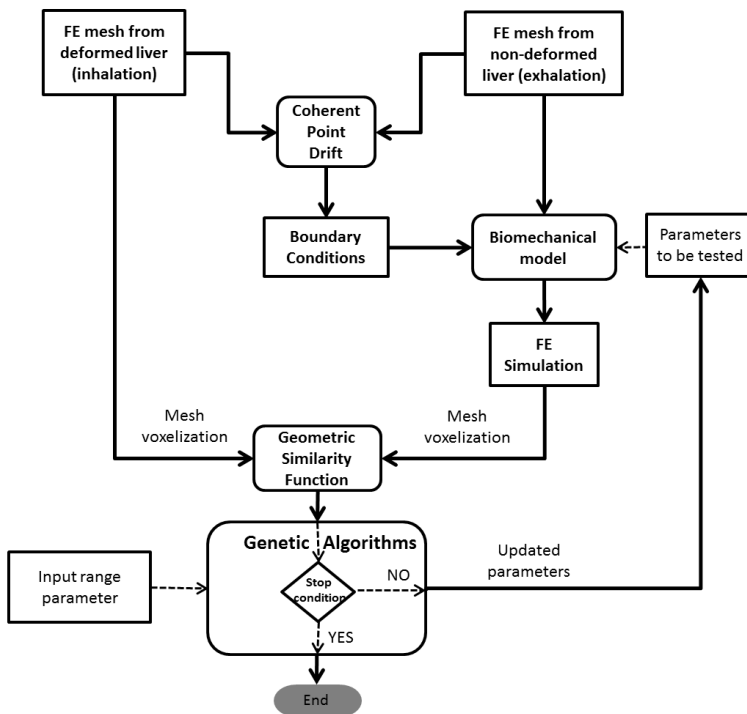 FE mesh from
deformed liver
(inhalation)
FE mesh from
non-deformed
liver (exhalation)
Coherent
Point
Drift
Boundary
Conditions
Biomechanical
model
Parameters
to be tested
FE
Simulation
Mesh
voxelization
Mesh
voxelization
Geometric
Similarity
Function
Genetic Algorithms
Input range
parameter
Stop
condition
NO
Updated
parameters
YES
End